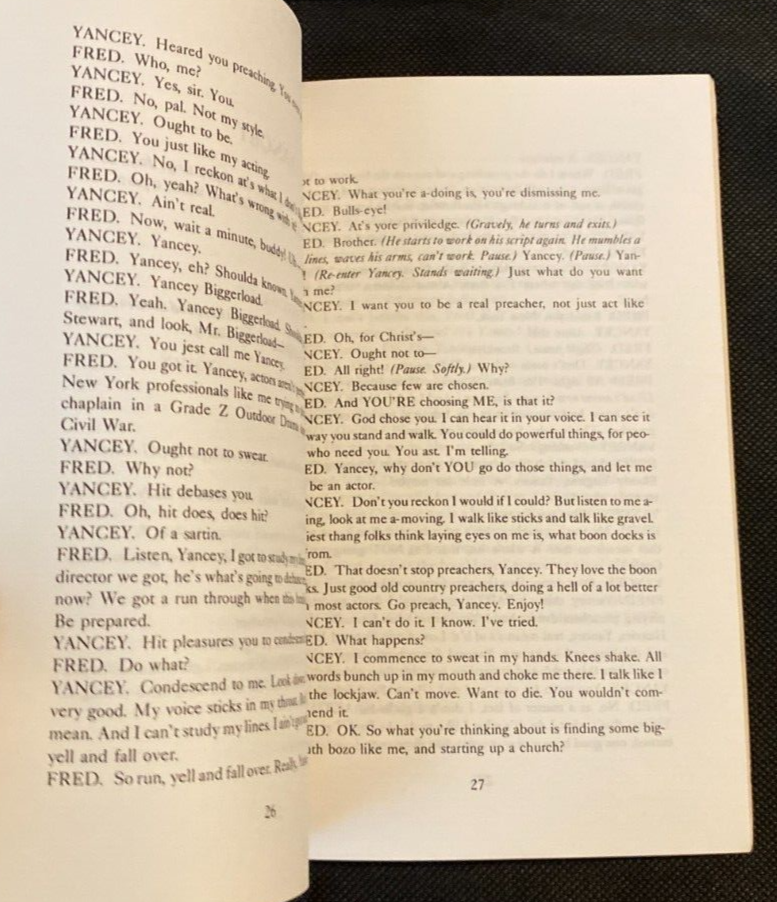 YANCEY. Heared you preaching. You
FRED. Who, me?
YANCEY. Yes, sir. You.
FRED. No, pal. Not my style.
YANCEY. Ought to be.
FRED. You just like my acting.
YANCEY. No, I reckon at's what I
FRED. Oh, yeah? What's wrong with
YANCEY. Ain't real.
FRED. Now, wait a minute, buddy!
YANCEY. Yancey.
FRED. Yancey, eh? Shoulda known.
YANCEY. Yancey Biggerload.
FRED. Yeah. Yancey Biggerload.
Stewart, and look, Mr. Biggerload—
YANCEY. You jest call me Yancey.
FRED. You got it. Yancey, actors
New York professionals like me trying to
chaplain in a Grade Z Outdoor Drama
Civil War.
YANCEY. Ought not to swear.
FRED. Why not?
YANCEY. Hit debases you.
FRED. Oh, hit does, does hit?
YANCEY. Of a sartin.
FRED. Listen, Yancey, I got to study
director we got, he's what's going to
now? We got a run through when this
Be prepared.
YANCEY. Hit pleasures you to condescend
FRED. Do what?
YANCEY. Condescend to me. Look
very good. My voice sticks in my throat.
mean. And I can't study my lines. I ain't
yell and fall over.
FRED. So run, yell and fall over. Really,
26
ot to work.
NCEY. What you're a-doing is, you're dismissing me.
ED. Bulls-eye!
NCEY. At's yore priviledge. (Gravely, he turns and exits.)
ED. Brother. (He starts to work on his script again. He mumbles a
lines, waves his arms, can't work. Pause.) Yancey. (Pause.) Yan-
! (Re-enter Yancey. Stands waiting.) Just what do you want
me?
NCEY. I want you to be a real preacher, not just act like
.
ED. Oh, for Christ's—
NCEY. Ought not to—
ED. All right! (Pause. Softly.) Why?
NCEY. Because few are chosen.
ED. And YOU'RE choosing ME, is that it?
NCEY. God chose you. I can hear it in your voice. I can see it
way you stand and walk. You could do powerful things, for peo-
who need you. You ast. I'm telling.
ED. Yancey, why don't YOU go do those things, and let me
be an actor.
NCEY. Don't you reckon I would if I could? But listen to me a-
ing, look at me a-moving. I walk like sticks and talk like gravel.
iest thang folks think laying eyes on me is, what boon docks is
rom.
ED. That doesn't stop preachers, Yancey. They love the boon
ks. Just good old country preachers, doing a hell of a lot better
most actors. Go preach, Yancey. Enjoy!
NCEY. I can't do it. I know. I've tried.
ED. What happens?
NCEY. I commence to sweat in my hands. Knees shake. All
words bunch up in my mouth and choke me there. I talk like I
the lockjaw. Can't move. Want to die. You wouldn't com-
nend it.
ED. OK. So what you're thinking about is finding some big-
uth bozo like me, and starting up a church?
27